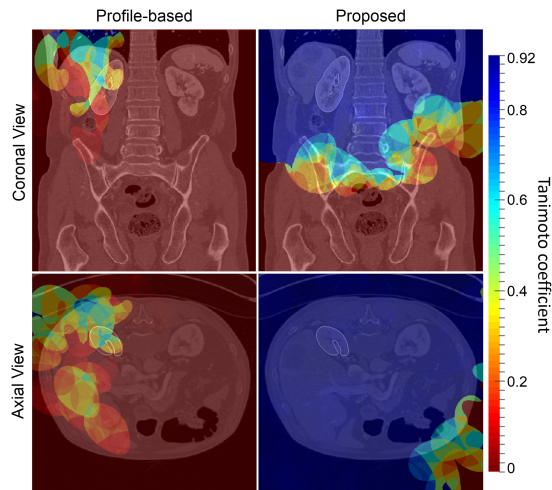 Profile-based
Proposed
Coronal View
Axial View
0.92
0.8
0.6
0.4
0.2
0
Tanimoto coefficient